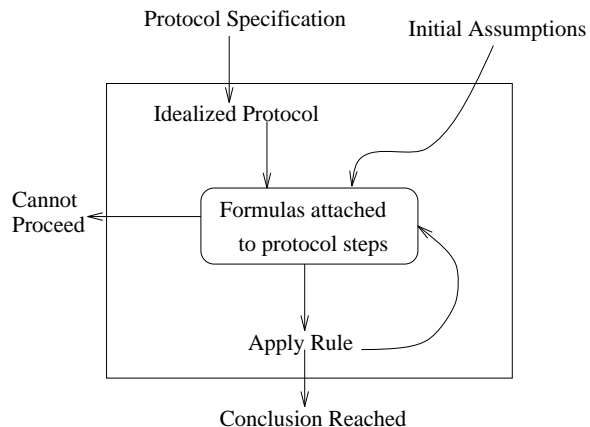 Protocol Specification
Initial Assumptions
Idealized Protocol
Cannot
Proceed
Formulas attached
to protocol steps
Apply Rule
Conclusion Reached